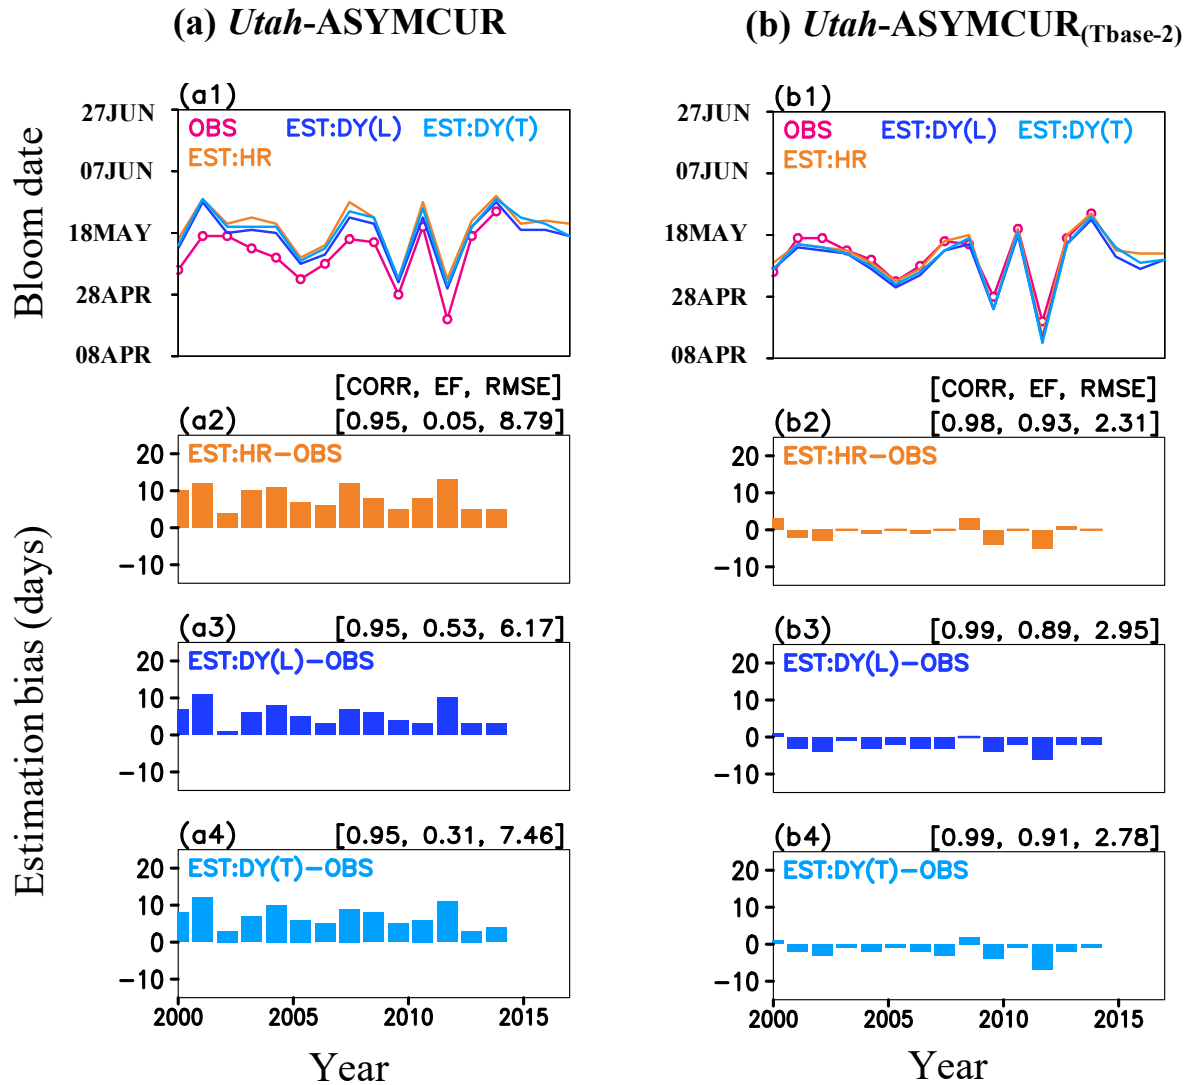 (a) Utah-ASYMCUR
(b) Utah-ASYMCUR(Tbase-2)
Bloom date
(a1)
27JUN
07JUN
18MAY
28APR
08APR
OBS EST:DY(L) EST:DY(T)
EST:HR
[CORR, EF, RMSE]
(a2) [0.95, 0.05, 8.79]
EST:HR-OBS
20
10
0
-10
Estimation bias (days)
(a3) [0.95, 0.53, 6.17]
EST:DY(L)-OBS
20
10
0
-10
(a4) [0.95, 0.31, 7.46]
EST:DY(T)-OBS
20
10
0
-10
2000 2005 2010 2015
Year
(b1)
27JUN
07JUN
18MAY
28APR
08APR
OBS EST:DY(L) EST:DY(T)
EST:HR
[CORR, EF, RMSE]
(b2) [0.98, 0.93, 2.31]
EST:HR-OBS
20
10
0
-10
(b3) [0.99, 0.89, 2.95]
EST:DY(L)-OBS
20
10
0
-10
(b4) [0.99, 0.91, 2.78]
EST:DY(T)-OBS
20
10
0
-10
2000 2005 2010 2015
Year